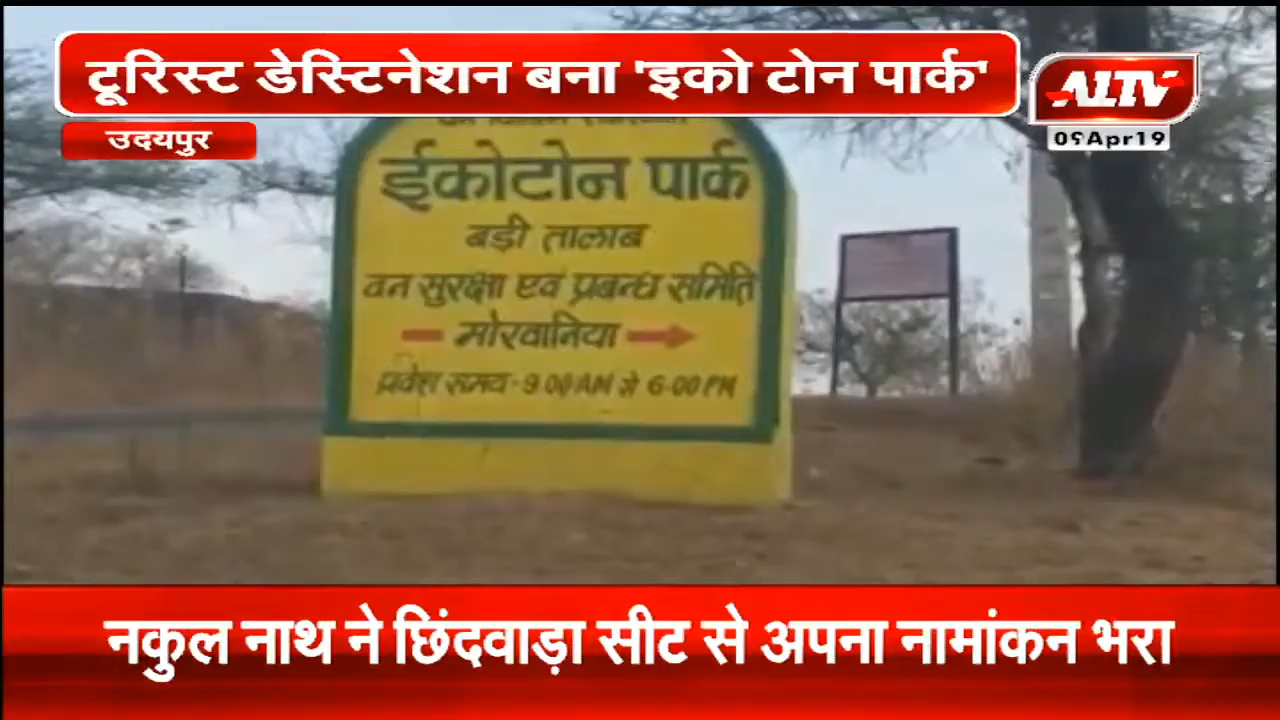 टूरिस्ट डेस्टिनेशन बना 'इको टोन पार्क'
ALTV
उदयपुर
09Apr19
ईकोटोन पार्क
बड़ी तालाब
वन सुरक्षा एव प्रबन्ध समिति
मोरवानिया
प्रवेश समय - 9.00 AM से 6:00 PM
नकुल नाथ ने छिंदवाड़ा सीट से अपना नामांकन भरा